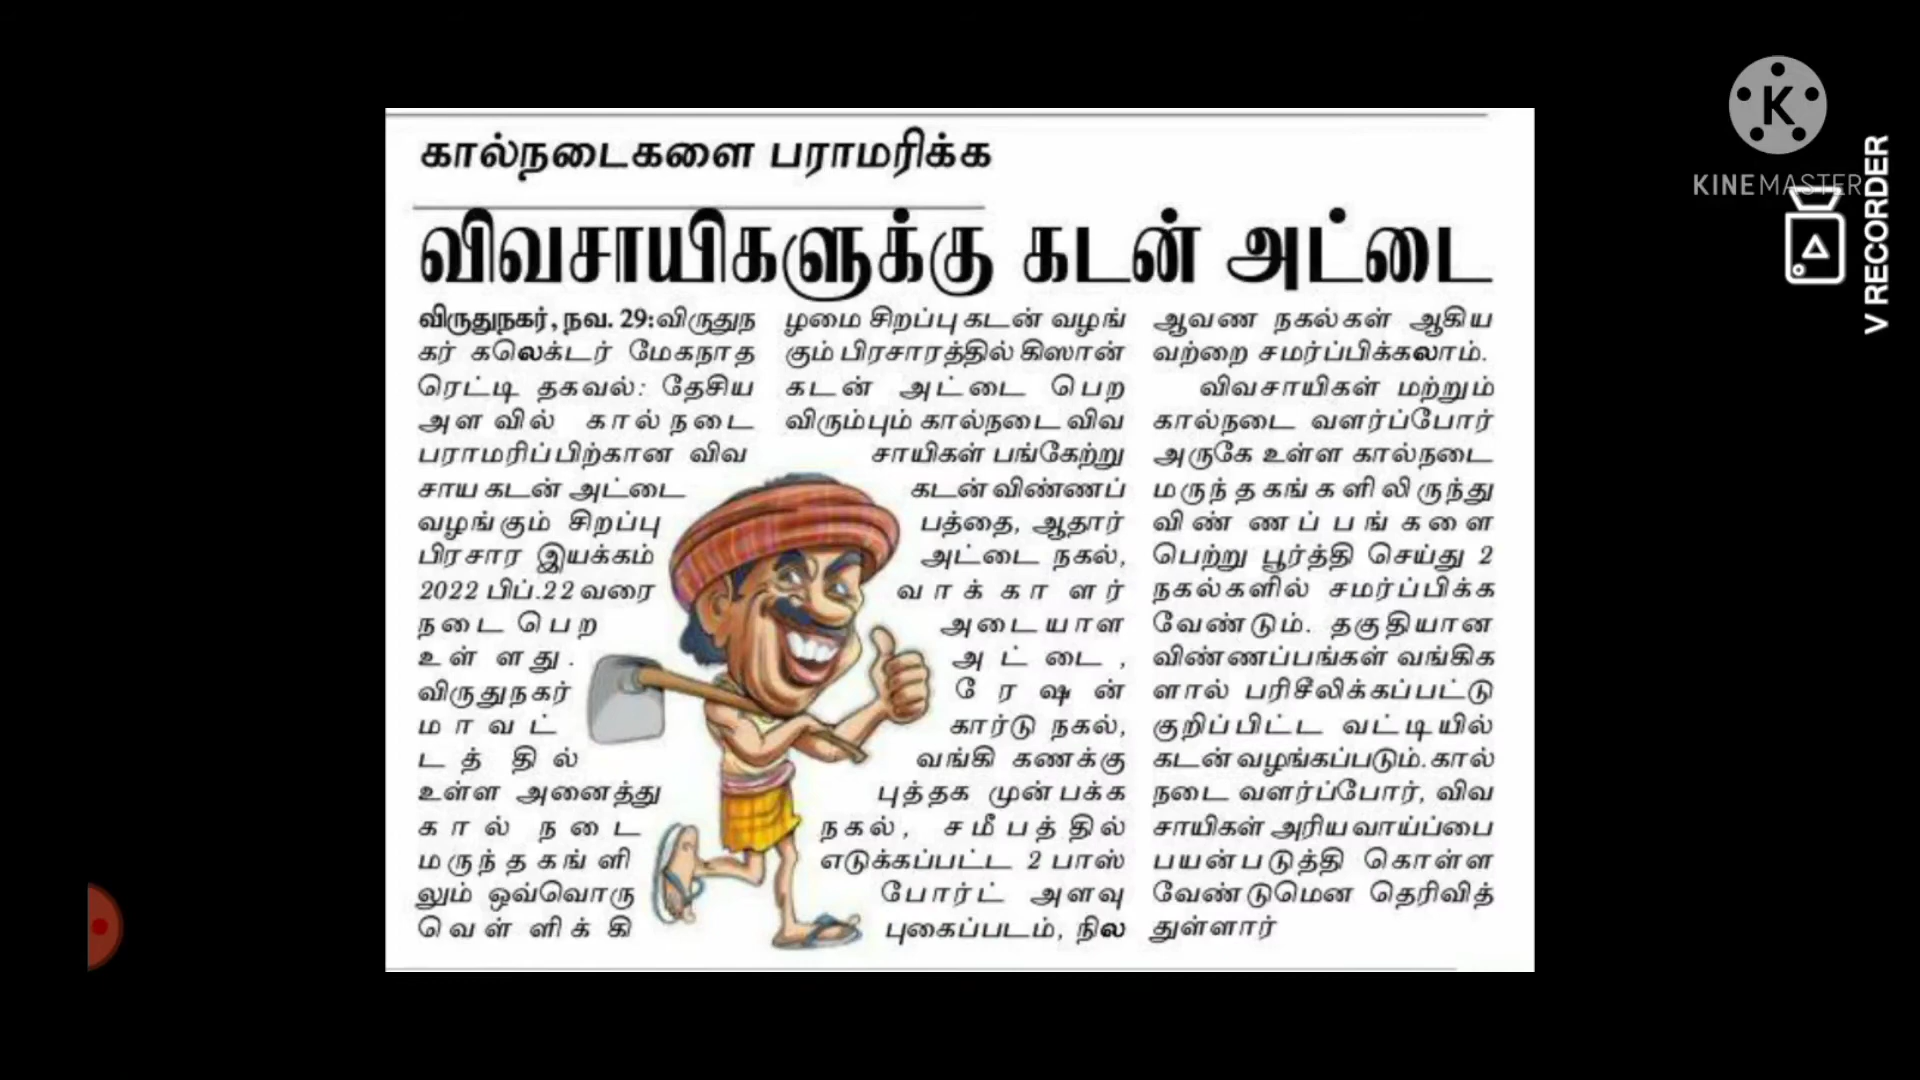 கால்நடைகளை பராமரிக்க
விவசாயிகளுக்கு கடன் அட்டை
விருதுநகர், நவ. 29:விருதுந
கர் கலெக்டர் மேகநாத
ரெட்டி தகவல்: தேசிய
அள வில் கால் நடை
பராமரிப்பிற்கான விவ
சாய கடன் அட்டை
வழங்கும் சிறப்பு
பிரசார இயக்கம்
2022 பிப்.22 வரை
நடை பெற
உள் ளது.
விருதுநகர்
மா வட்
டத் தில்
உள்ள அனைத்து
கால் நடை
மருந் தகங் ளி
லும் ஒவ்வொரு
வெள் ளிக் கி
ழமை சிறப்பு கடன் வழங்
கும் பிரசாரத்தில் கிஸான்
கடன் அட்டை பெற
விரும்பும் கால்நடை விவ
சாயிகள் பங்கேற்று
கடன் விண்ணப்
பத்தை, ஆதார்
அட்டை நகல்,
வாக் கா ளர்
அடையாள
அட் டை ,
ரே ஷன்
கார்டு நகல்,
வங்கி கணக்கு
புத்தக முன் பக்க
நகல், சமீபத் தில்
எடுக்கப்பட்ட 2 பாஸ்
போர்ட் அளவு
புகைப்படம், நில
ஆவண நகல்கள் ஆகிய
வற்றை சமர்ப்பிக்கலாம்.
விவசாயிகள் மற்றும்
கால்நடை வளர்ப்போர்
அருகே உள்ள கால்நடை
மருந் தகங் களி லிருந்து
விண் ணப் பங் களை
பெற்று பூர்த்தி செய்து 2
நகல்களில் சமர்ப்பிக்க
வேண்டும். தகுதியான
விண்ணப்பங்கள் வங்கிக
ளால் பரிசீலிக்கப்பட்டு
குறிப்பிட்ட வட்டியில்
கடன் வழங்கப்படும். கால்
நடை வளர்ப்போர், விவ
சாயிகள் அரிய வாய்ப்பை
பயன்படுத்தி கொள்ள
வேண்டுமென தெரிவித்
துள்ளார்
K
KINEMASTER
V RECORDER